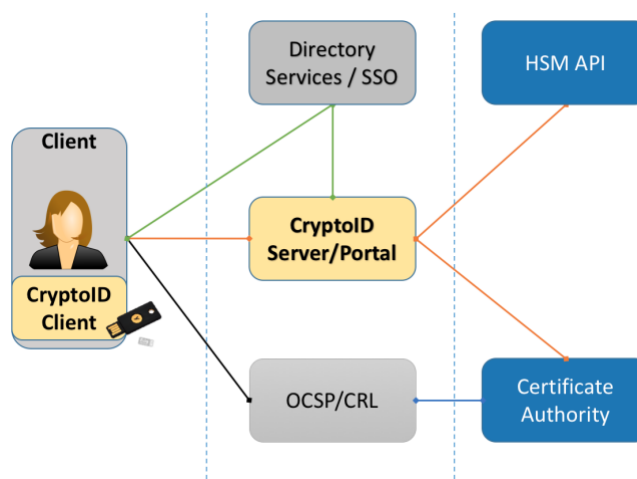 Directory
Services / SSO
HSM API
Client
CryptoID
Server/Portal
CryptoID
Client
OCSP/CRL
Certificate
Authority